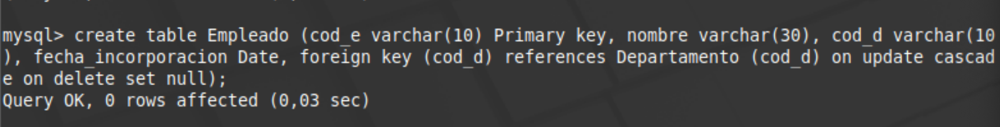 mysql> create table Empleado (cod_e varchar(10) Primary key, nombre varchar(30), cod_d varchar(10
), fecha_incorporacion Date, foreign key (cod_d) references Departamento (cod_d) on update cascad
e on delete set null);
Query OK, 0 rows affected (0,03 sec)